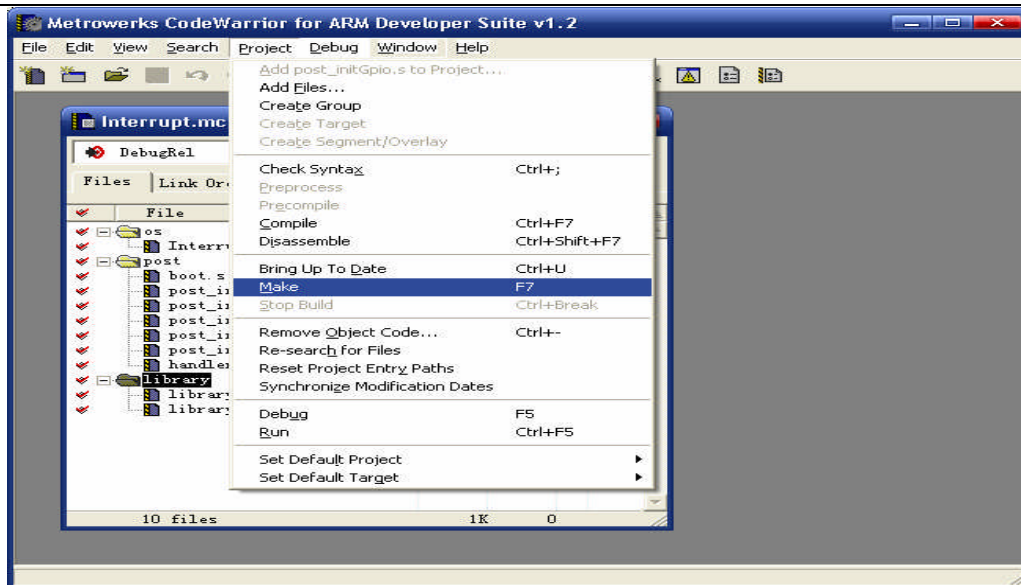 Metrowerks CodeWarrior for ARM Developer Suite v1.2
File Edit View Search Project Debug Window Help
Add post_initGpio.s to Project...
Add Files...
Create Group
Create Target
Create Segment/Overlay
Check Syntax Ctrl+;
Preprocess
Precompile
Compile Ctrl+F7
Disassemble Ctrl+Shift+F7
Bring Up To Date Ctrl+U
Make F7
Stop Build Ctrl+Break
Remove Object Code... Ctrl+-
Re-search for Files
Reset Project Entry Paths
Synchronize Modification Dates
Debug F5
Run Ctrl+F5
Set Default Project
Set Default Target
Interrupt.mc
DebugRel
Files Link Or
File
os
Interr
post
boot.s
post_i
post_i
post_i
post_i
post_i
handle
library
librar
librar
10 files 1K 0